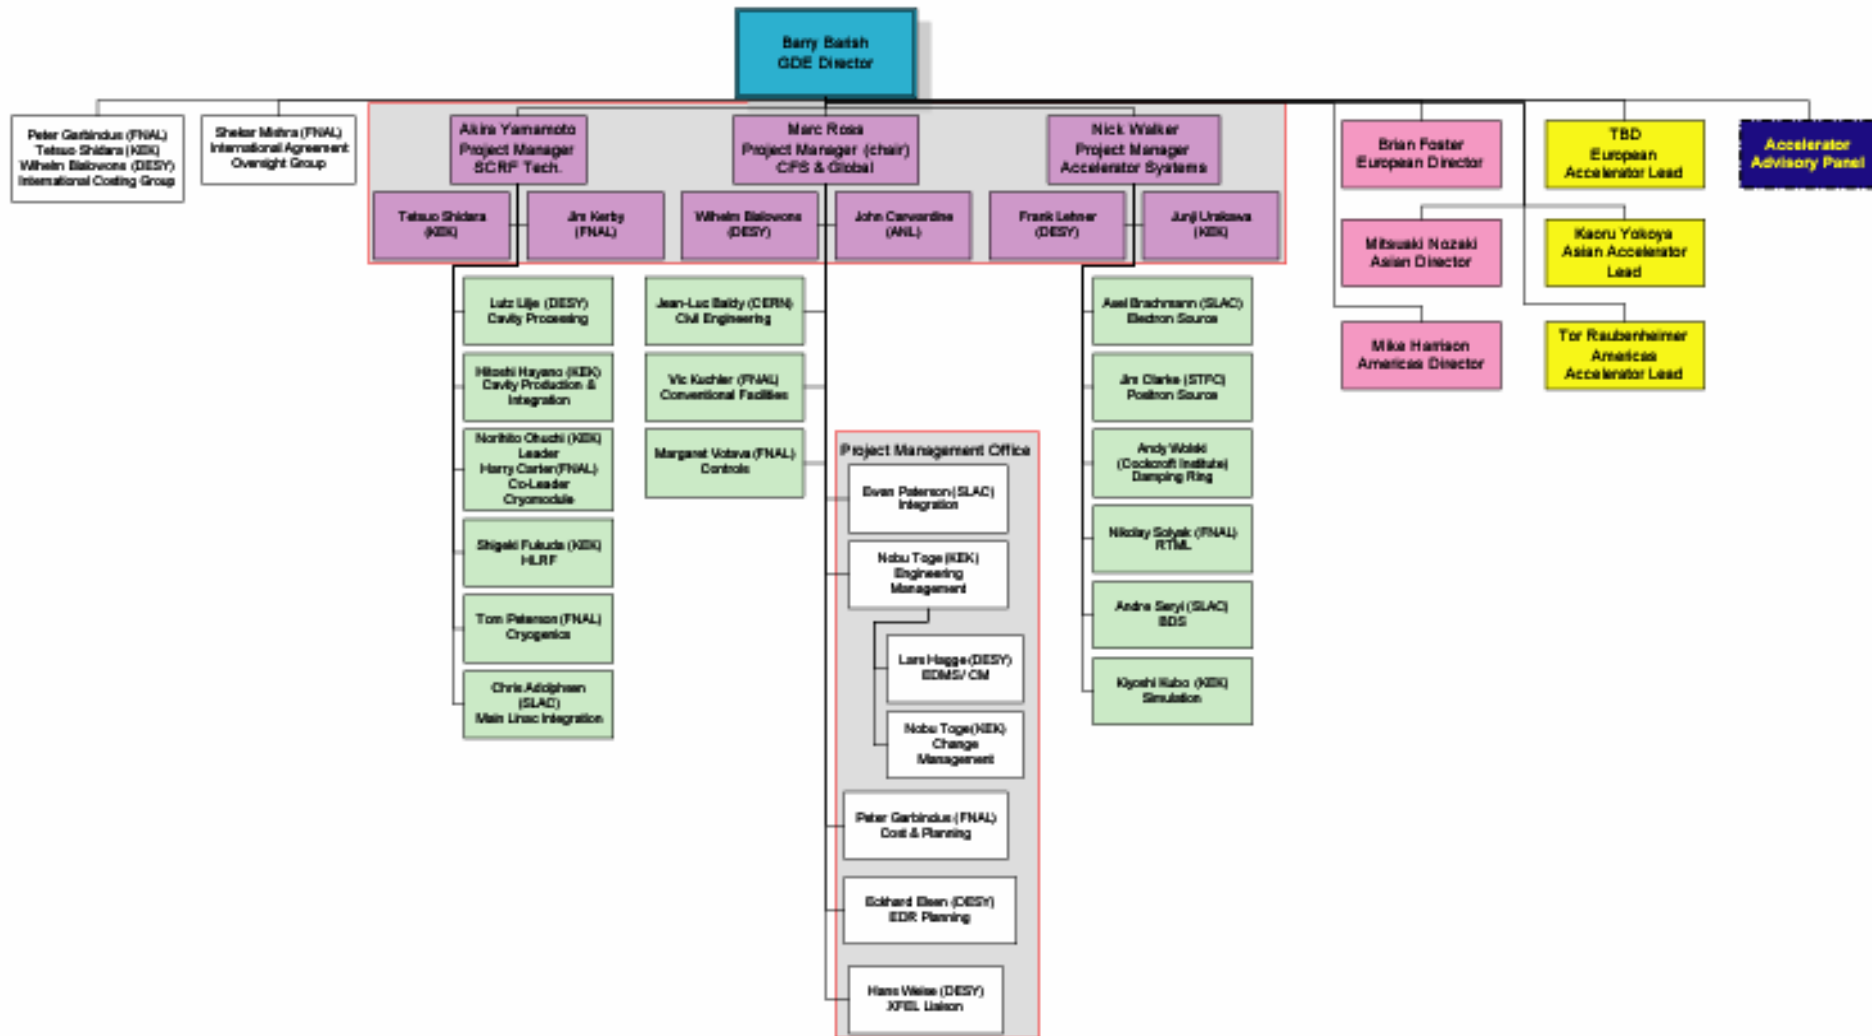 Barry Barish
GDE Director
Peter Garbincius (FNAL)
Tetsuo Shidara (KEK)
Wilhelm Bialowons (DESY)
International Costing Group
Shekar Mishra (FNAL)
International Agreement
Oversight Group
Akira Yamamoto
Project Manager
SCRF Tech.
Marc Ross
Project Manager (chair)
CFS & Global
Nick Walker
Project Manager
Accelerator Systems
Tetsuo Shidara
(KEK)
Jim Kerby
(FNAL)
Wilhelm Bialowons
(DESY)
John Carwardine
(ANL)
Frank Lehner
(DESY)
Junji Urakawa
(KEK)
Brian Foster
European Director
TBD
European
Accelerator Lead
Accelerator
Advisory Panel
Mitsuaki Nozaki
Asian Director
Kaoru Yokoya
Asian Accelerator
Lead
Mike Harrison
Americas Director
Tor Raubenheimer
Americas
Accelerator Lead
Lutz Lilje (DESY)
Cavity Processing
Hitoshi Hayano (KEK)
Cavity Production &
Integration
Norihito Ohuchi (KEK)
Leader
Harry Carter(FNAL)
Co-Leader
Cryomodule
Shigeki Fukuda (KEK)
HLRF
Tom Peterson (FNAL)
Cryogenics
Chris Adolphsen
(SLAC)
Main Linac Integration
Jean-Luc Baldy (CERN)
Civil Engineering
Vic Kuchler (FNAL)
Conventional Facilities
Margaret Votava (FNAL)
Controls
Project Management Office
Ewan Paterson (SLAC)
Integration
Nobu Toge (KEK)
Engineering
Management
Lars Hagge (DESY)
EDMS/ CM
Nobu Toge(KEK)
Change
Management
Peter Garbincius (FNAL)
Cost & Planning
Eckhard Elsen (DESY)
EDR Planning
Hans Weise (DESY)
XFEL Liaison
Axel Brachmann (SLAC)
Electron Source
Jim Clarke (STFC)
Positron Source
Andy Wolski
(Cockcroft Institute)
Damping Ring
Nikolay Solyak (FNAL)
RTML
Andre Seryi (SLAC)
BDS
Kiyoshi Kubo (KEK)
Simulation